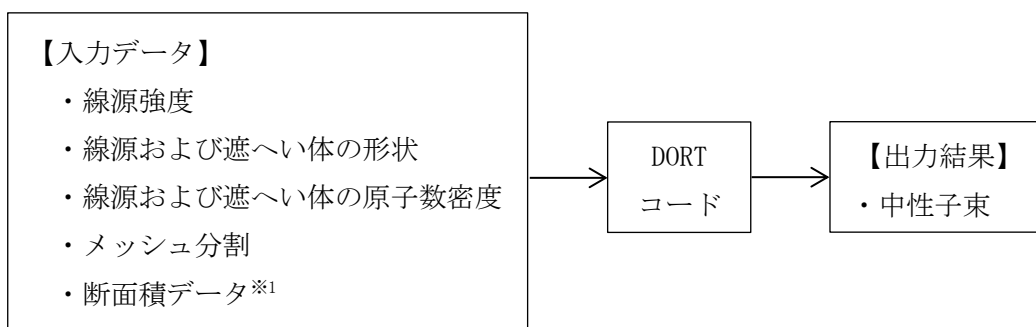 【入力データ】
・線源強度
・線源および遮へい体の形状
・線源および遮へい体の原子数密度
・メッシュ分割
・断面積データ※1
DORT
コード
【出力結果】
・中性子束